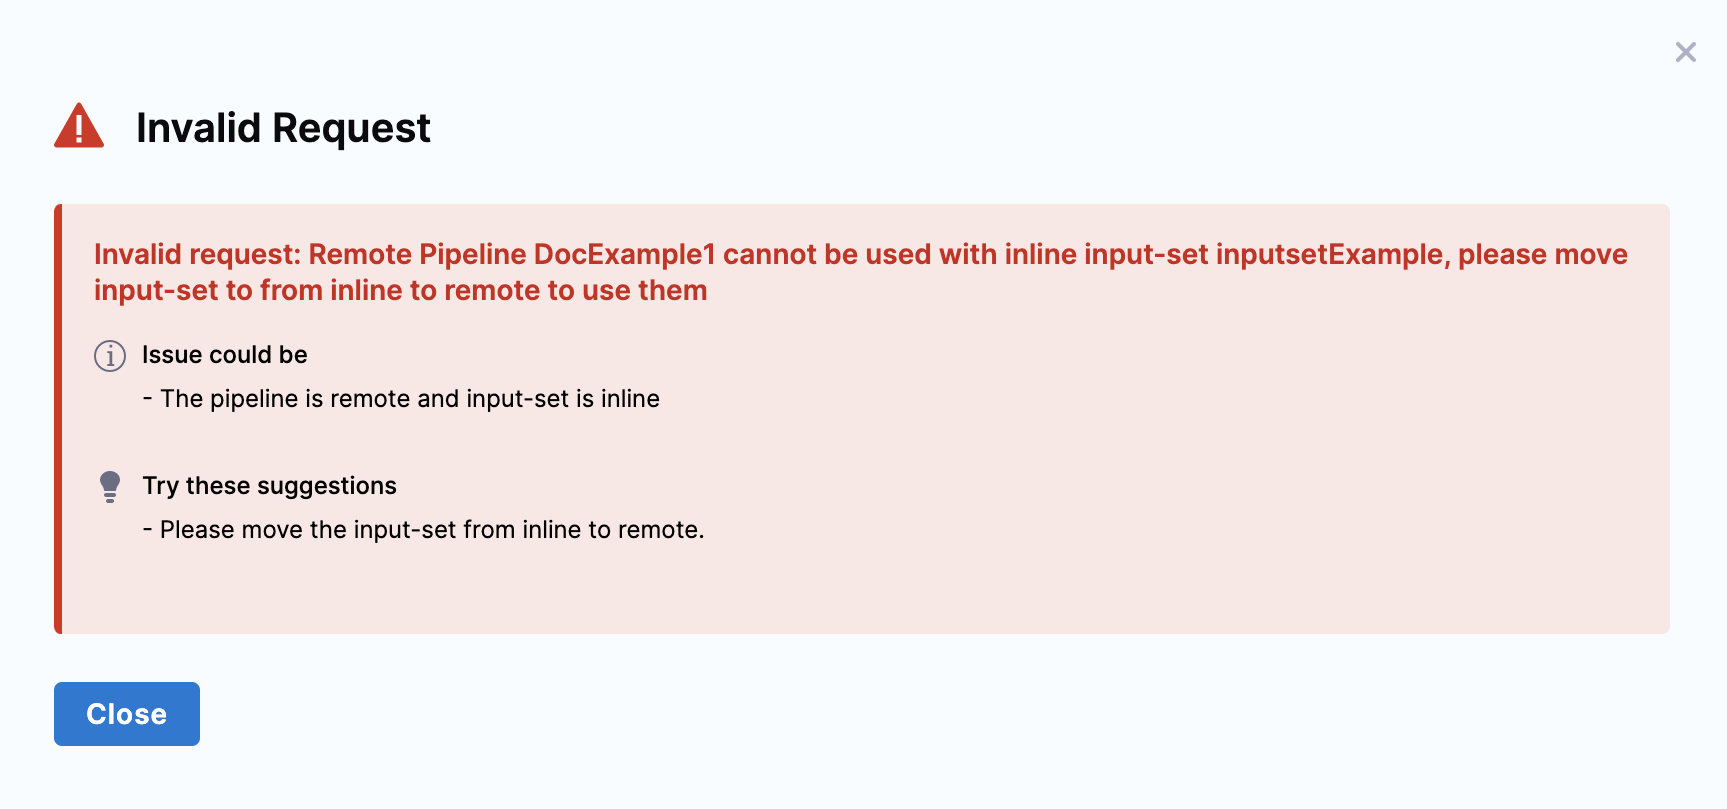 Invalid Request
Invalid request: Remote Pipeline DocExample1 cannot be used with inline input-set inputsetExample, please move
input-set to from inline to remote to use them
Issue could be
- The pipeline is remote and input-set is inline
Try these suggestions
- Please move the input-set from inline to remote.
Close